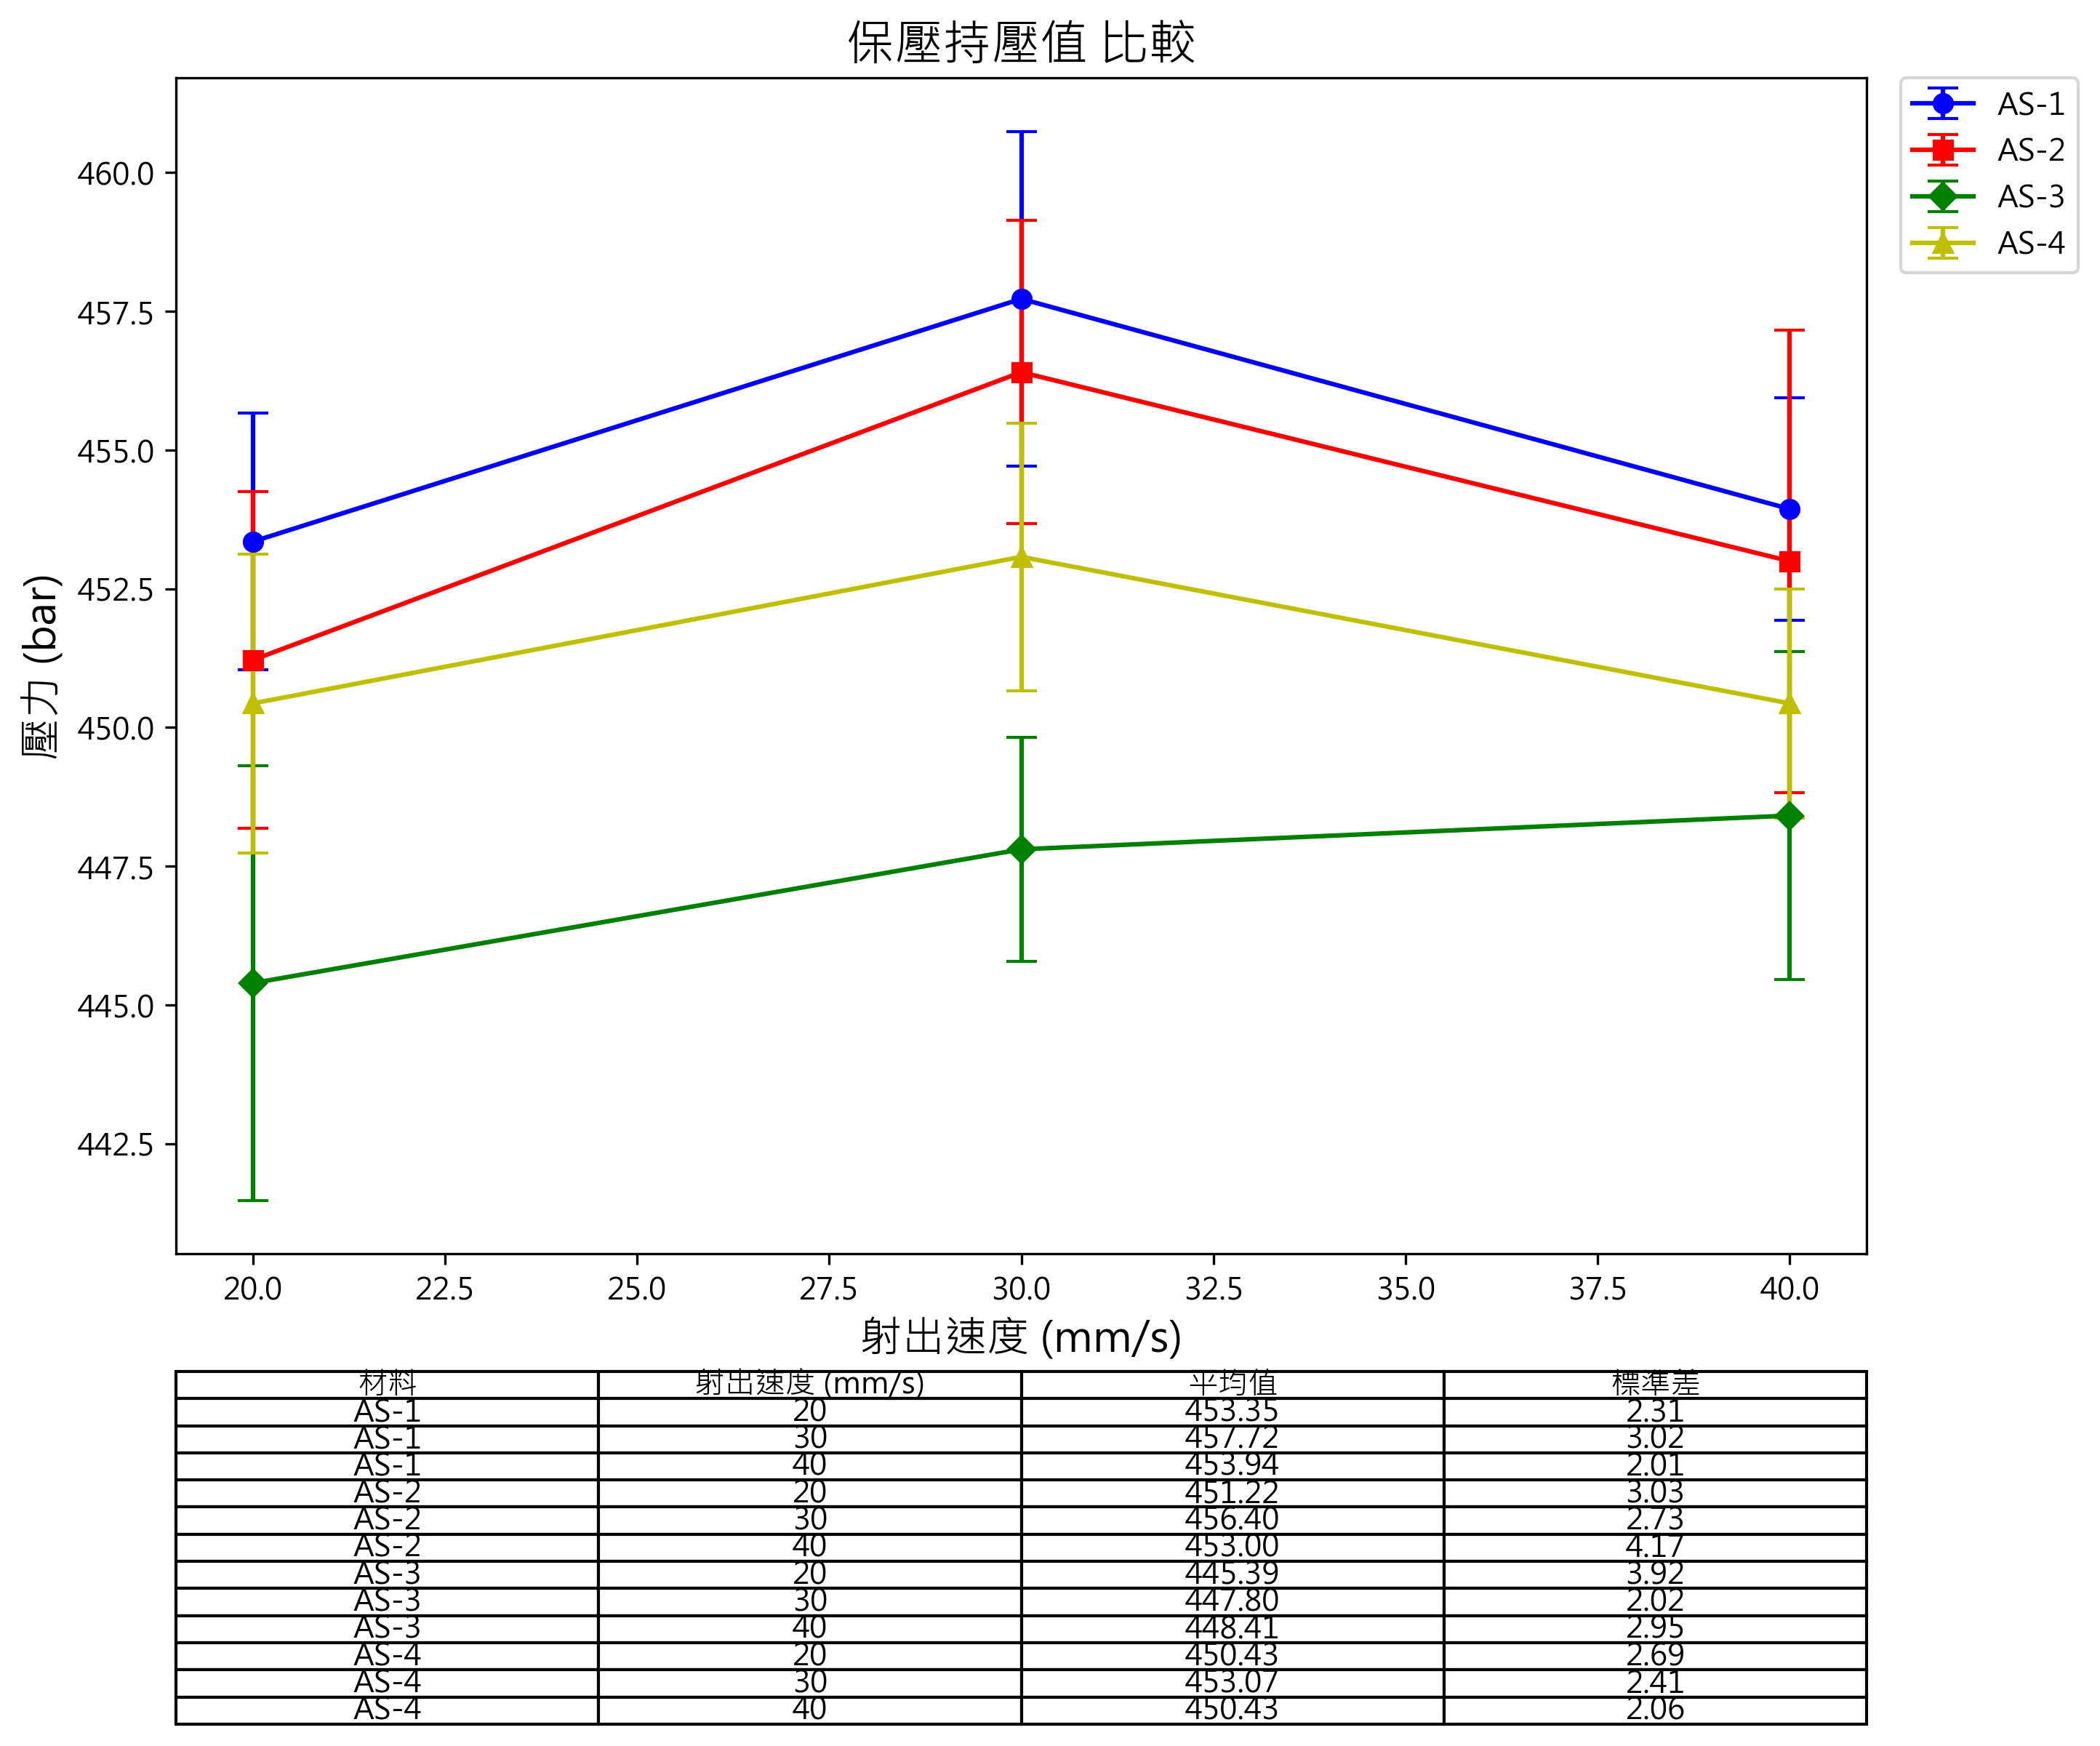 保壓持壓值 比較
AS-1
AS-2
AS-3
AS-4
460.0
457.5
455.0
452.5
450.0
447.5
445.0
442.5
壓力 (bar)
20.0 22.5 25.0 27.5 30.0 32.5 35.0 37.5 40.0
射出速度 (mm/s)
材料 射出速度 (mm/s) 平均值 標準差
AS-1 20 453.35 2.31
AS-1 30 457.72 3.02
AS-1 40 453.94 2.01
AS-2 20 451.22 3.03
AS-2 30 456.40 2.73
AS-2 40 453.00 4.17
AS-3 20 445.39 3.92
AS-3 30 447.80 2.02
AS-3 40 448.41 2.95
AS-4 20 450.43 2.69
AS-4 30 453.07 2.41
AS-4 40 450.43 2.06